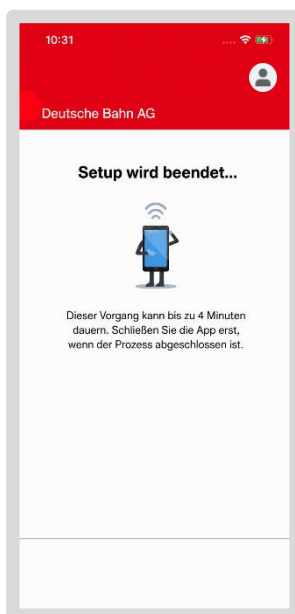 10:31
Deutsche Bahn AG
Setup wird beendet...
Dieser Vorgang kann bis zu 4 Minuten
dauern. Schließen Sie die App erst,
wenn der Prozess abgeschlossen ist.